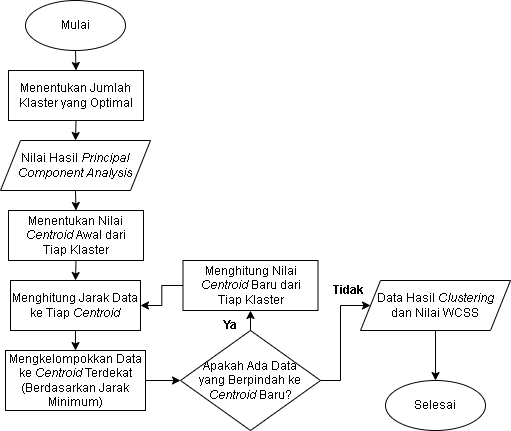 Mulai
Menentukan Jumlah
Klaster yang Optimal
Nilai Hasil Principal
Component Analysis
Menentukan Nilai
Centroid Awal dari
Tiap Klaster
Menghitung Jarak Data
ke Tiap Centroid
Mengkelompokkan Data
ke Centroid Terdekat
(Berdasarkan Jarak
Minimum)
Apakah Ada Data
yang Berpindah ke
Centroid Baru?
Ya
Menghitung Nilai
Centroid Baru dari
Tiap Klaster
Tidak
Data Hasil Clustering
dan Nilai WCSS
Selesai